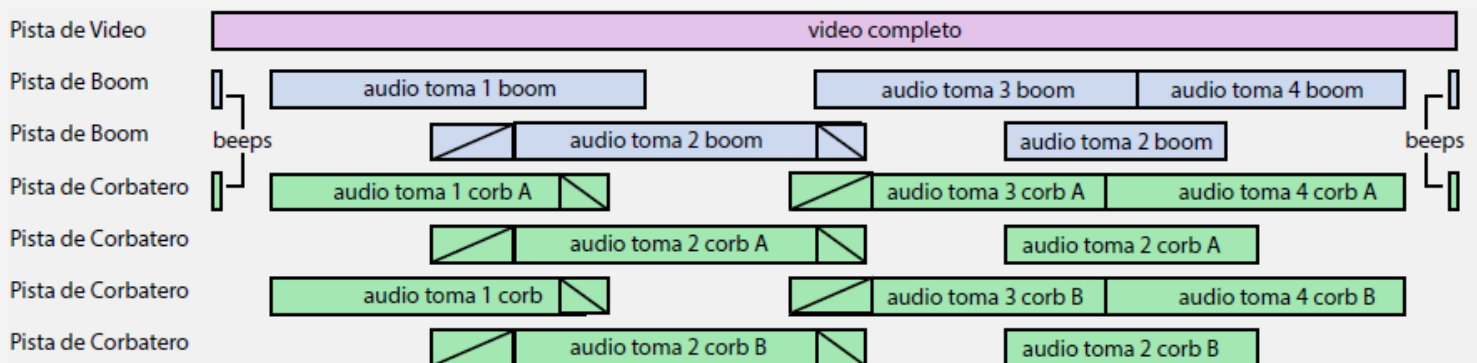 Pista de Video
video completo
Pista de Boom
audio toma 1 boom
audio toma 3 boom
audio toma 4 boom
Pista de Boom
beeps
audio toma 2 boom
audio toma 2 boom
beeps
Pista de Corbatero
audio toma 1 corb A
audio toma 3 corb A
audio toma 4 corb A
Pista de Corbatero
audio toma 2 corb A
audio toma 2 corb A
Pista de Corbatero
audio toma 1 corb
audio toma 3 corb B
audio toma 4 corb B
Pista de Corbatero
audio toma 2 corb B
audio toma 2 corb B